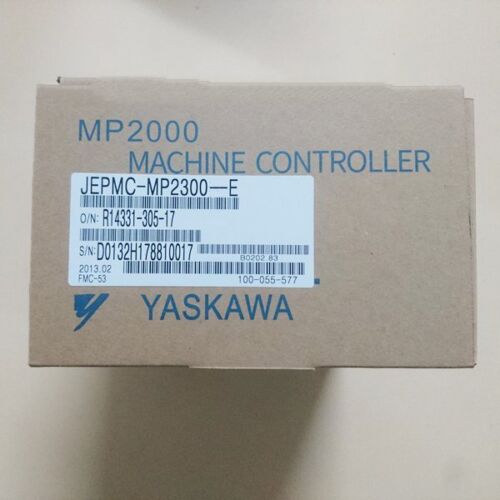 MP2000
MACHINE CONTROLLER
JEPMC-MP2300-E
O/N: R14331-305-17
S/N: D0132H178810017
B0202.83
2013.02
FMC-53
100-055-577
YASKAWA